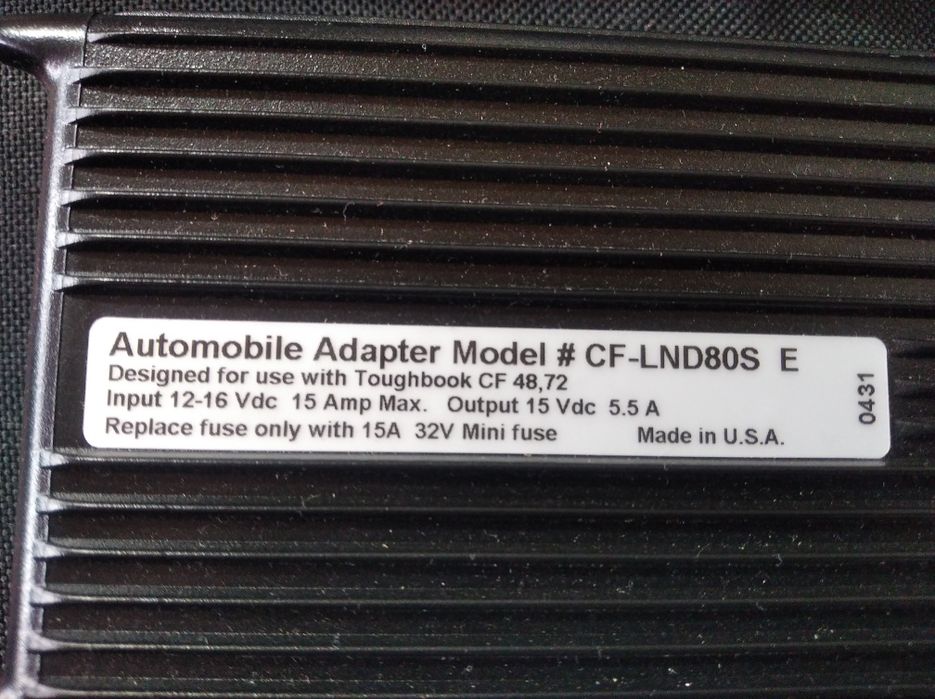 Automobile Adapter Model # CF-LND80S E
Designed for use with Toughbook CF 48,72
Input 12-16 Vdc 15 Amp Max. Output 15 Vdc 5.5 A
Replace fuse only with 15A 32V Mini fuse Made in U.S.A.
0431